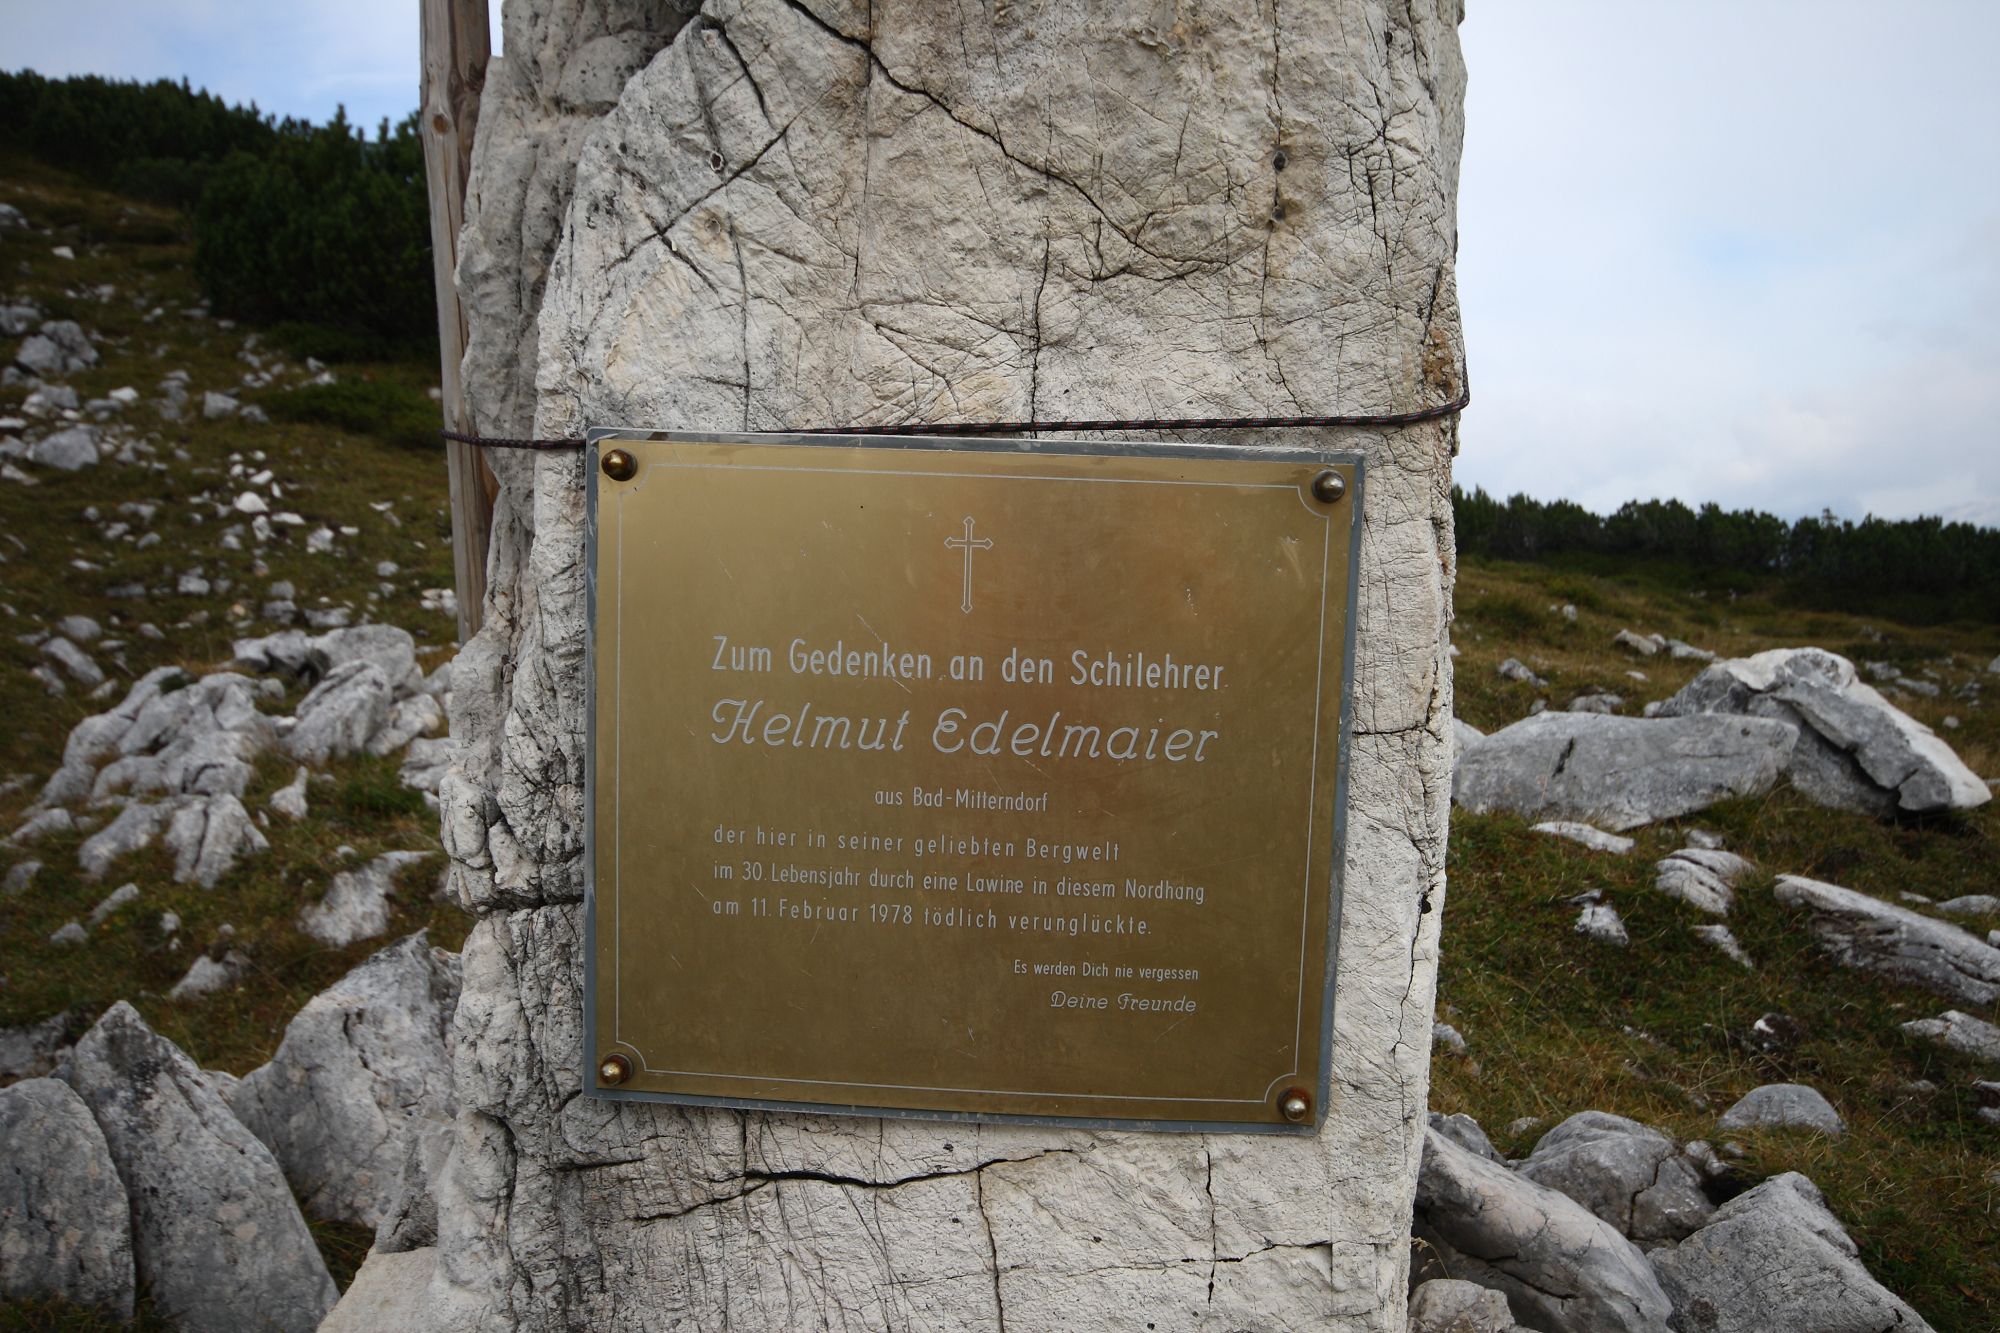 Zum Gedenken an den Schilehrer
Helmut Edelmaier
aus Bad-Mitterndorf
der hier in seiner geliebten Bergwelt
im 30. Lebensjahr durch eine Lawine in diesem Nordhang
am 11. Februar 1978 tödlich verunglückte.
Es werden Dich nie vergessen
Deine Freunde